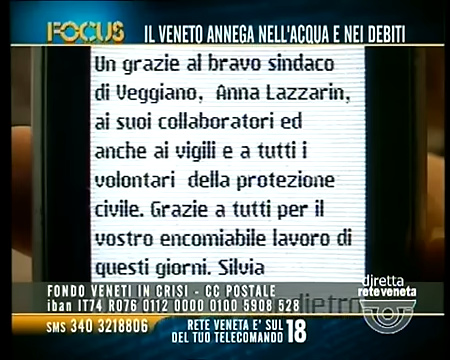 FOCUS
IL VENETO ANNEGA NELL'ACQUA E NEI DEBITI
Un grazie al bravo sindaco
di Veggiano, Anna Lazzarin,
ai suoi collaboratori ed
anche ai vigili e a tutti i
volontari della protezione
civile. Grazie a tutti per il
vostro encomiabile lavoro di
questi giorni. Silvia
FONDO VENETI IN CRISI - CC POSTALE
iban IT74 R076 0112 0000 0100 5908 528
dietro
diretta
reteveneta
SMS 340 3218806
RETE VENETA E' SUL
DEL TUO TELECOMANDO 18